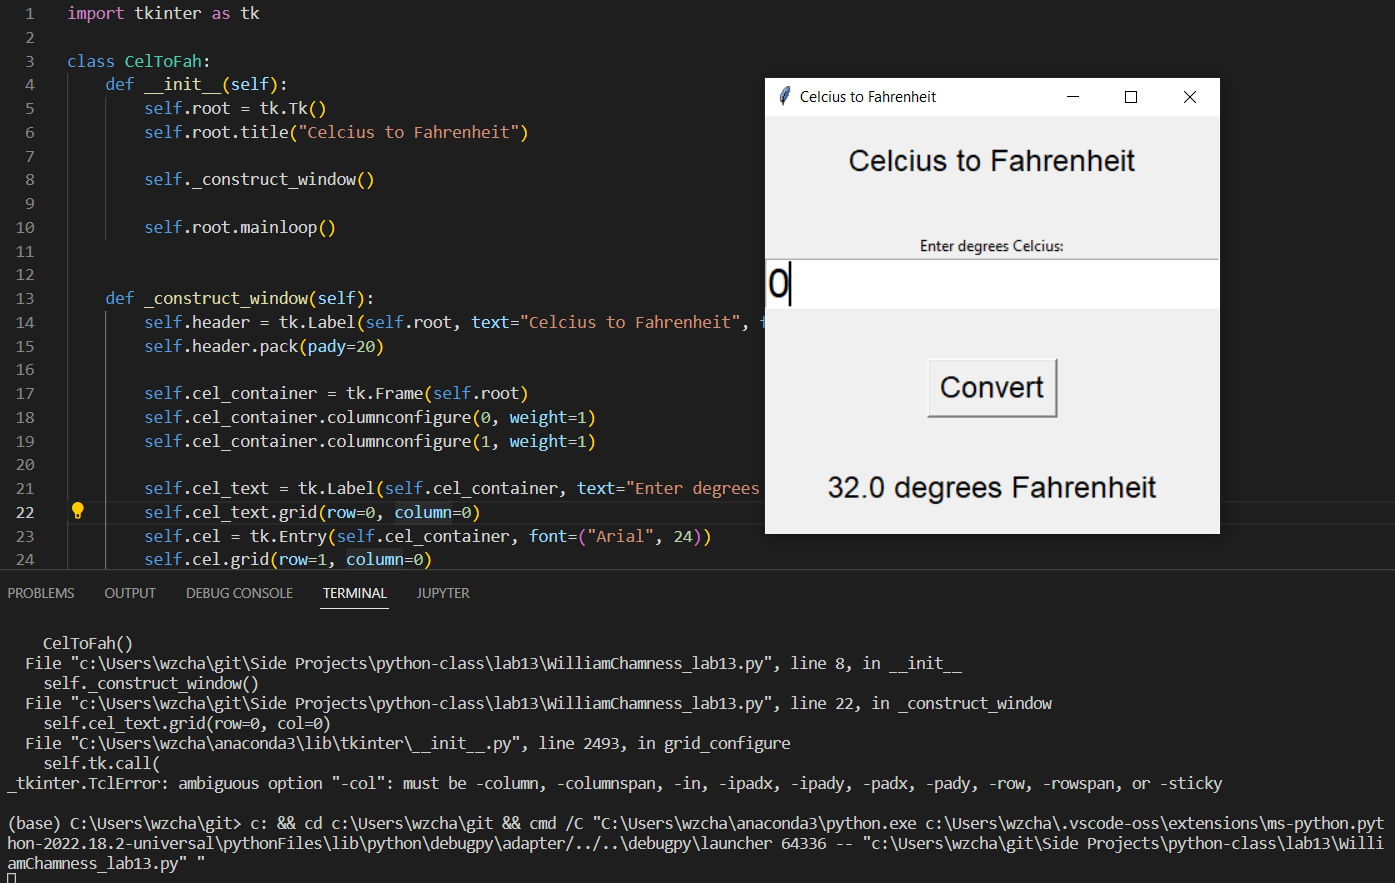 1 import tkinter as tk
2
3 class CelToFah:
4 def __init__(self):
5 self.root = tk.Tk()
6 self.root.title("Celcius to Fahrenheit")
7
8 self._construct_window()
9
10 self.root.mainloop()
11
12
13 def _construct_window(self):
14 self.header = tk.Label(self.root, text="Celcius to Fahrenheit",
15 self.header.pack(pady=20)
16
17 self.cel_container = tk.Frame(self.root)
18 self.cel_container.columnconfigure(0, weight=1)
19 self.cel_container.columnconfigure(1, weight=1)
20
21 self.cel_text = tk.Label(self.cel_container, text="Enter degrees
22 self.cel_text.grid(row=0, column=0)
23 self.cel = tk.Entry(self.cel_container, font=("Arial", 24))
24 self.cel.grid(row=1, column=0)
Celcius to Fahrenheit
Celcius to Fahrenheit
Enter degrees Celcius:
0
Convert
32.0 degrees Fahrenheit
PROBLEMS OUTPUT DEBUG CONSOLE TERMINAL JUPYTER
CelToFah()
File "c:\Users\wzcha\git\Side Projects\python-class\lab13\WilliamChamness_lab13.py", line 8, in __init__
self._construct_window()
File "c:\Users\wzcha\git\Side Projects\python-class\lab13\WilliamChamness_lab13.py", line 22, in _construct_window
self.cel_text.grid(row=0, col=0)
File "C:\Users\wzcha\anaconda3\lib\tkinter\__init__.py", line 2493, in grid_configure
self.tk.call(
_tkinter.TclError: ambiguous option "-col": must be -column, -columnspan, -in, -ipadx, -ipady, -padx, -pady, -row, -rowspan, or -sticky
(base) C:\Users\wzcha\git> c: && cd c:\Users\wzcha\git && cmd /C "C:\Users\wzcha\anaconda3\python.exe c:\Users\wzcha\.vscode-oss\extensions\ms-python.pyt
hon-2022.18.2-universal\pythonFiles\lib\python\debugpy\adapter/../..\debugpy\launcher 64336 -- "c:\Users\wzcha\git\Side Projects\python-class\lab13\Willi
amChamness_lab13.py" "